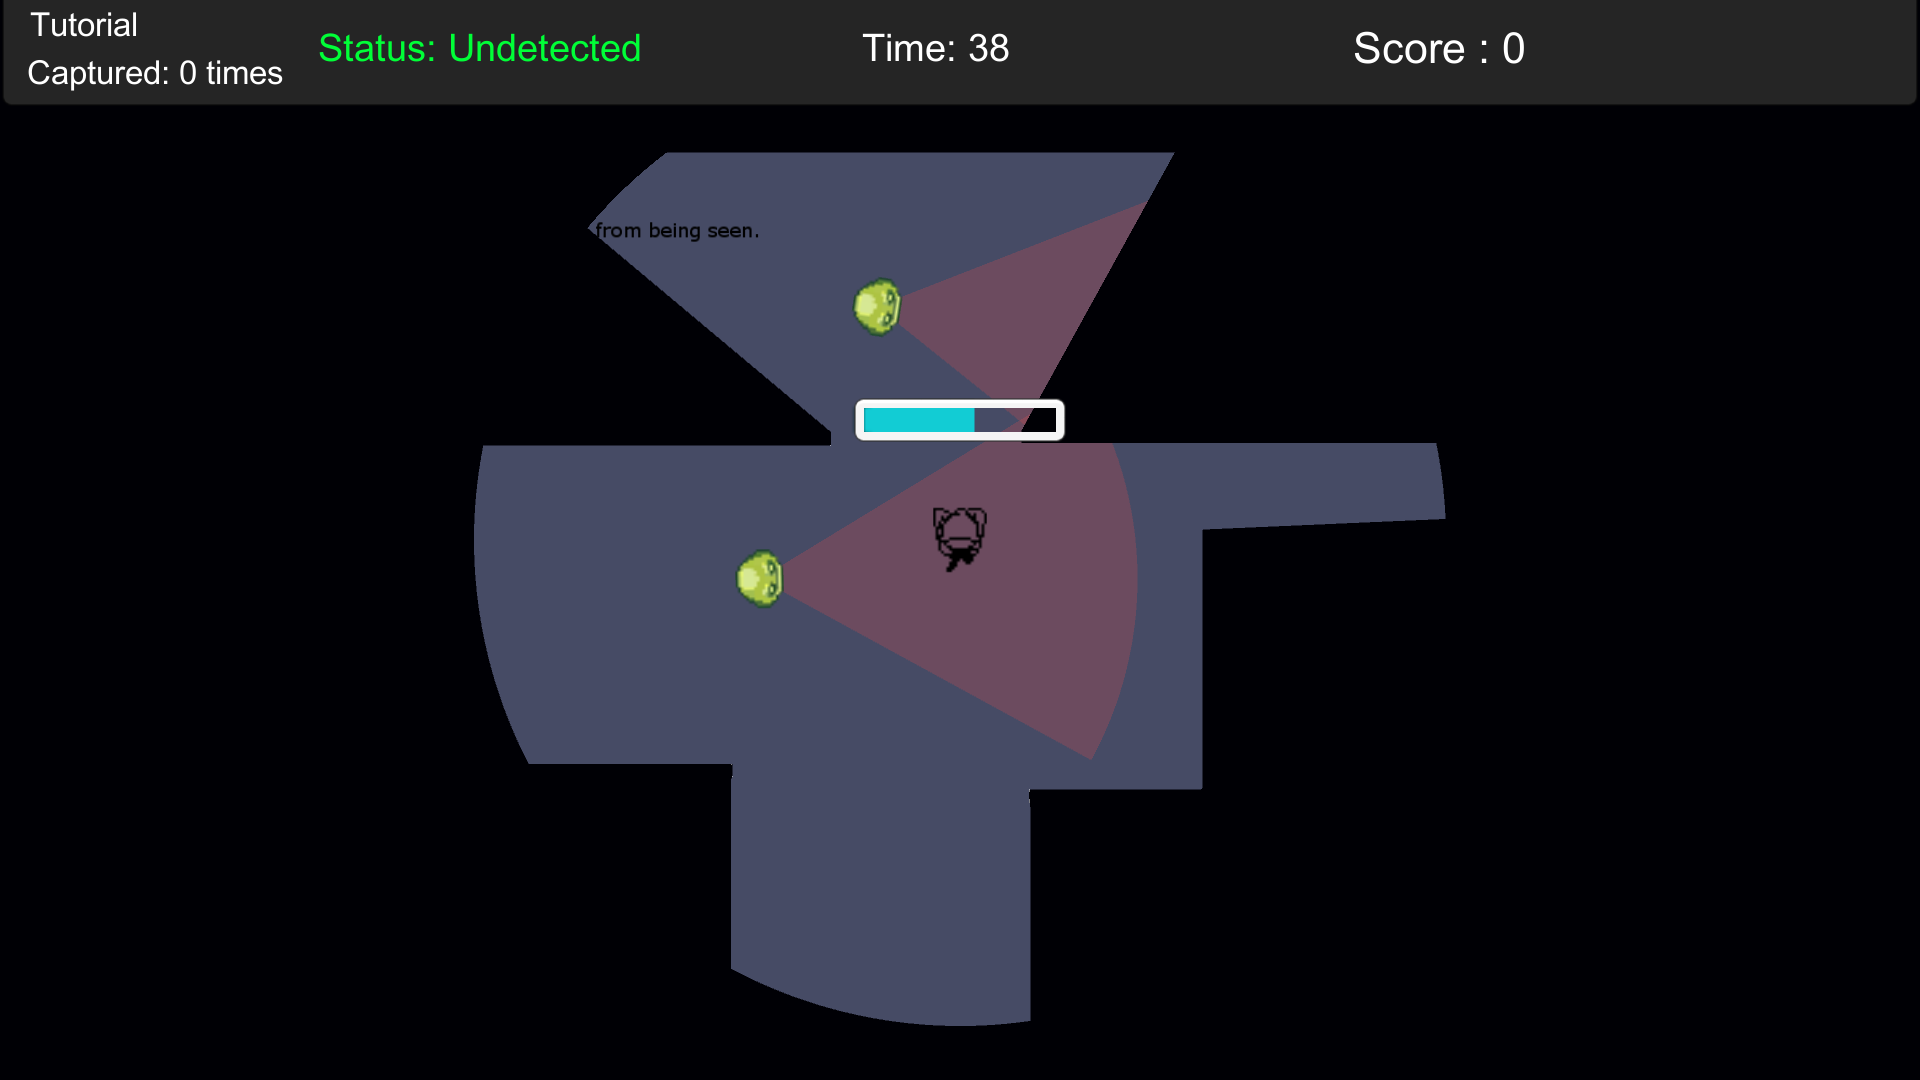 Tutorial
Captured: 0 times
Status: Undetected
Time: 38
Score : 0
from being seen.